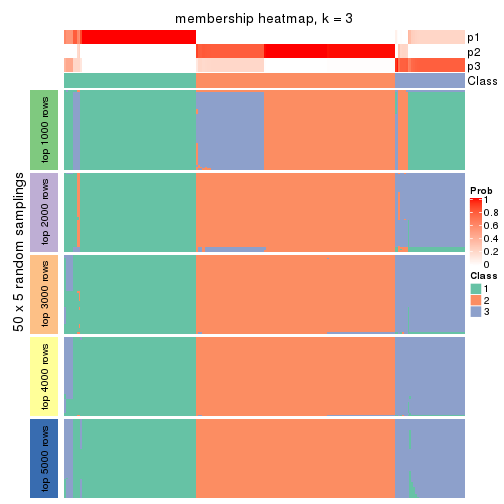 membership heatmap, k = 3
p1
p2
p3
Class
50 x 5 random samplings
top 1000 rows
top 2000 rows
top 3000 rows
top 4000 rows
top 5000 rows
Prob
1
0.8
0.6
0.4
0.2
0
Class
1
2
3